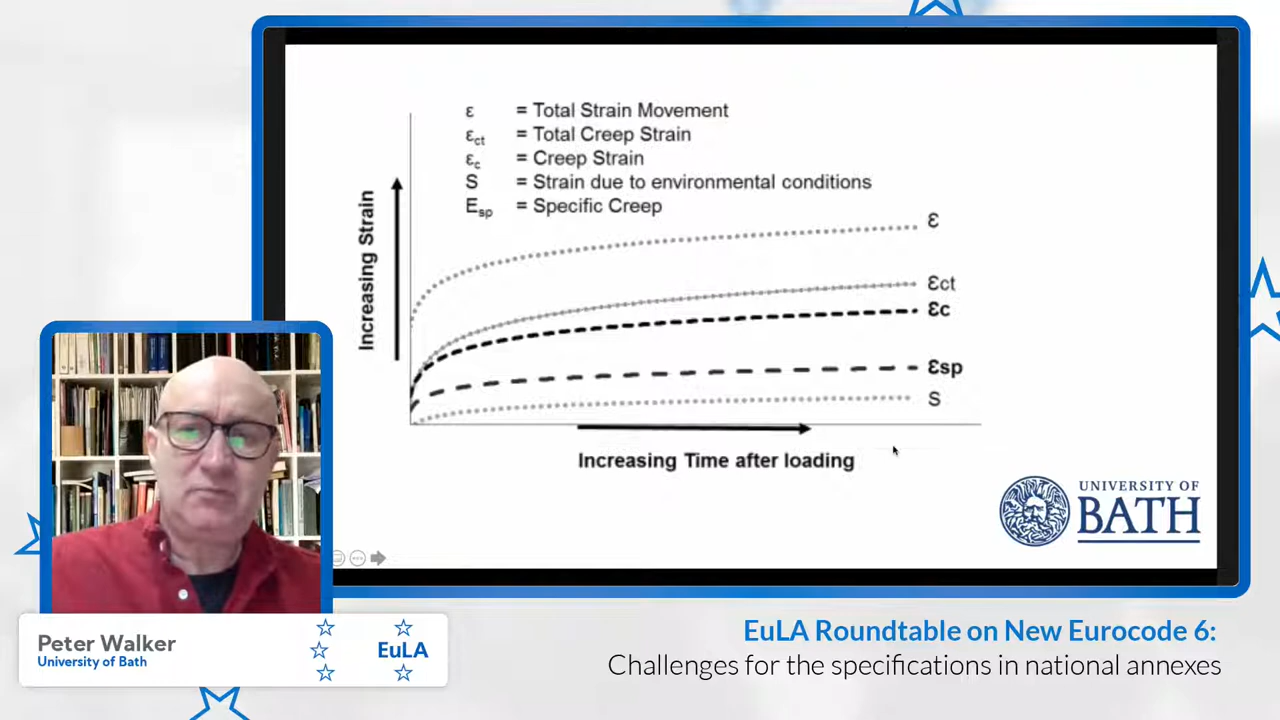 ε = Total Strain Movement
εct = Total Creep Strain
εc = Creep Strain
S = Strain due to environmental conditions
Esp = Specific Creep
Increasing Strain
ε
εct
εc
εsp
S
Increasing Time after loading
UNIVERSITY OF
BATH
Peter Walker
University of Bath
EuLA
EuLA Roundtable on New Eurocode 6:
Challenges for the specifications in national annexes